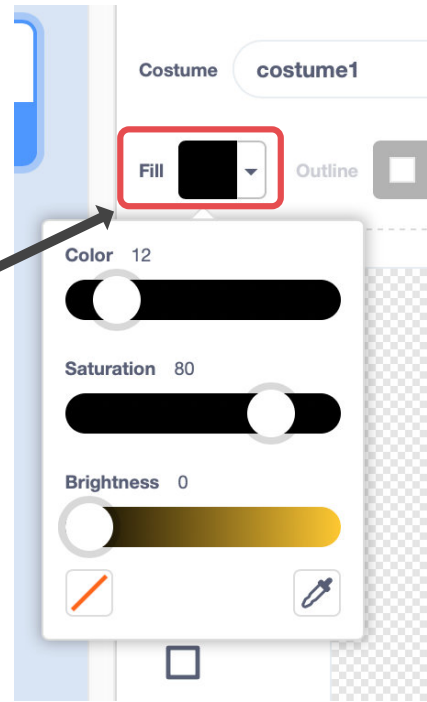 Costume costume1
Fill Outline
Color 12
Saturation 80
Brightness 0